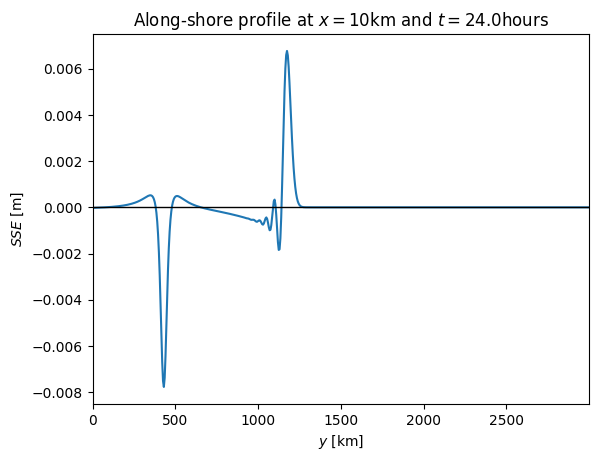 Along-shore profile at x = 10km and t = 24.0hours
0.006
0.004
0.002
0.000
−0.002
−0.004
−0.006
−0.008
SSE [m]
0 500 1000 1500 2000 2500
y [km]